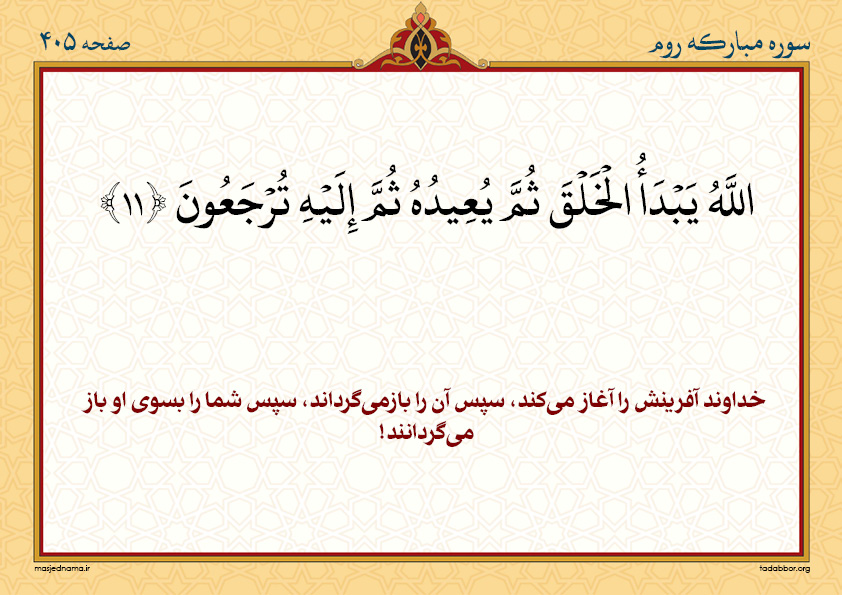 سوره مبارکه روم
صفحه ۴۰۵
اللَّهُ يَبْدَأُ الْخَلْقَ ثُمَّ يُعِيدُهُ ثُمَّ إِلَيْهِ تُرْجَعُونَ ﴿۱۱﴾
خداوند آفرینش را آغاز می‌کند، سپس آن را بازمی‌گرداند، سپس شما را بسوی او باز
می‌گردانند!
masjednama.ir
tadabbor.org